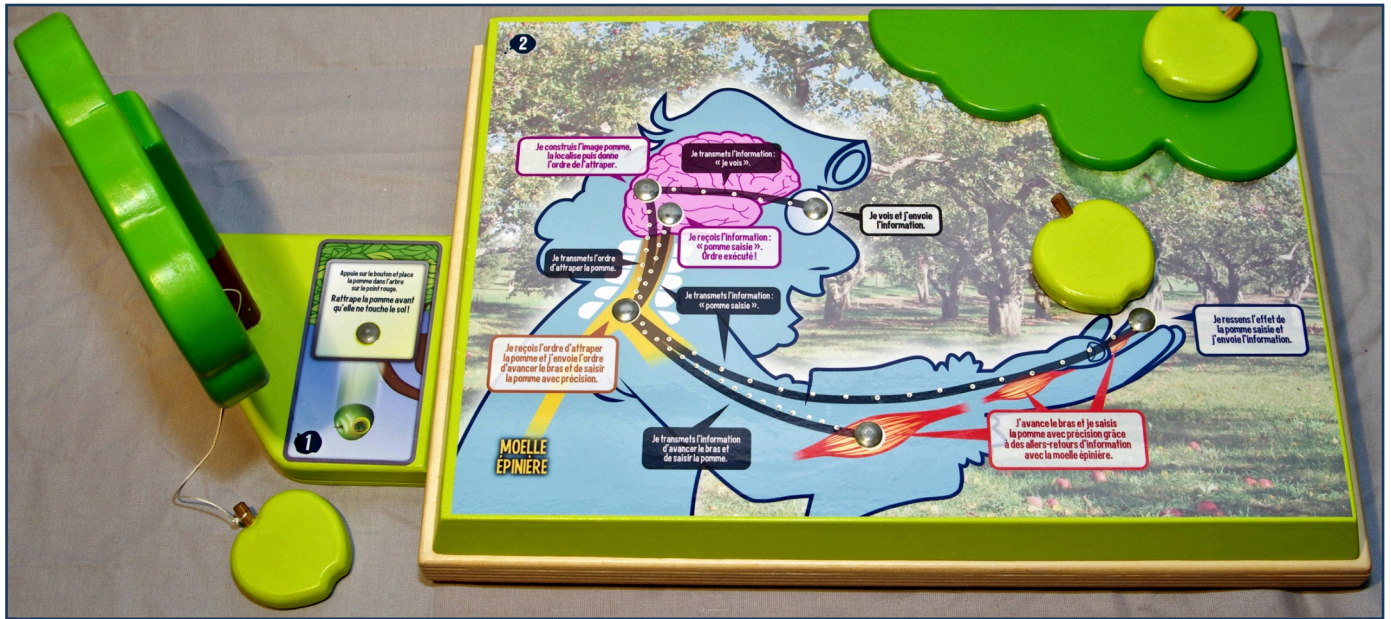 Appuie sur le bouton et place
la pomme dans l'arbre
sur le point rouge.
Rattrape la pomme avant
qu'elle ne touche le sol !
1
2
Je construis l'image pomme,
la localise puis donne
l'ordre de l'attraper.
Je transmets l'information :
« je vois ».
Je vois et j'envoie
l'information.
Je reçois l'information :
« pomme saisie ».
Ordre exécuté !
Je transmets l'ordre
d'attraper la pomme.
Je transmets l'information :
« pomme saisie ».
Je ressens l'effet de
la pomme saisie et
j'envoie l'information.
Je reçois l'ordre d'attraper
la pomme et j'envoie l'ordre
d'avancer le bras et de saisir
la pomme avec précision.
J'avance le bras et je saisis
la pomme avec précision grâce
à des allers-retours d'information
avec la moelle épinière.
Je transmets l'information
d'avancer le bras et
de saisir la pomme.
MOELLE
ÉPINIÈRE